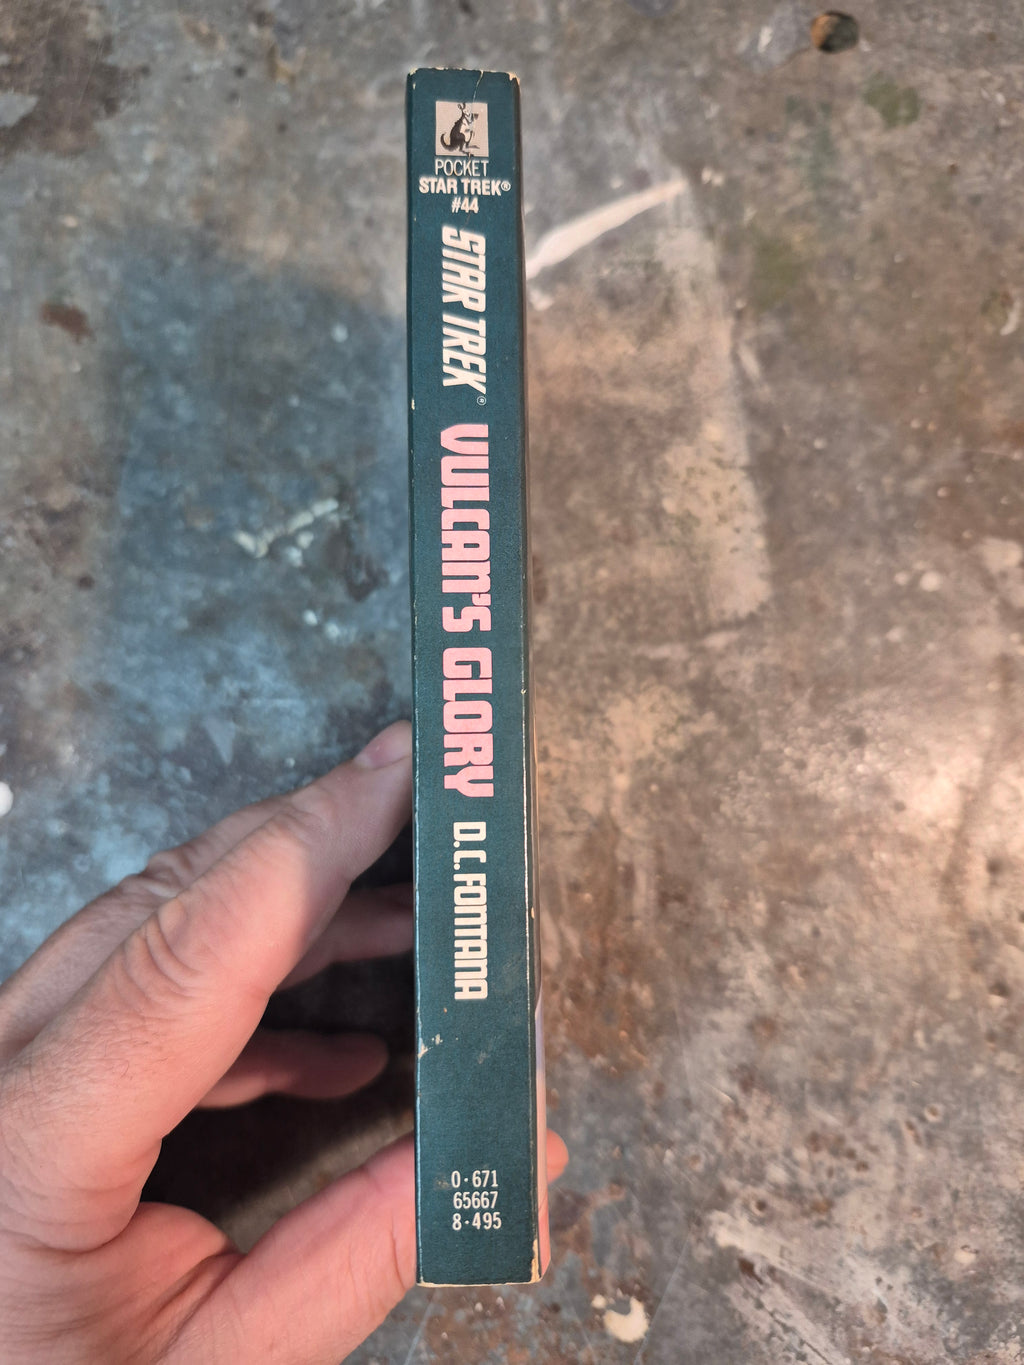 POCKET
STAR TREK®
#44
STAR TREK®
VULCAN'S GLORY
D.C. FONTANA
0·671
65667
8·495